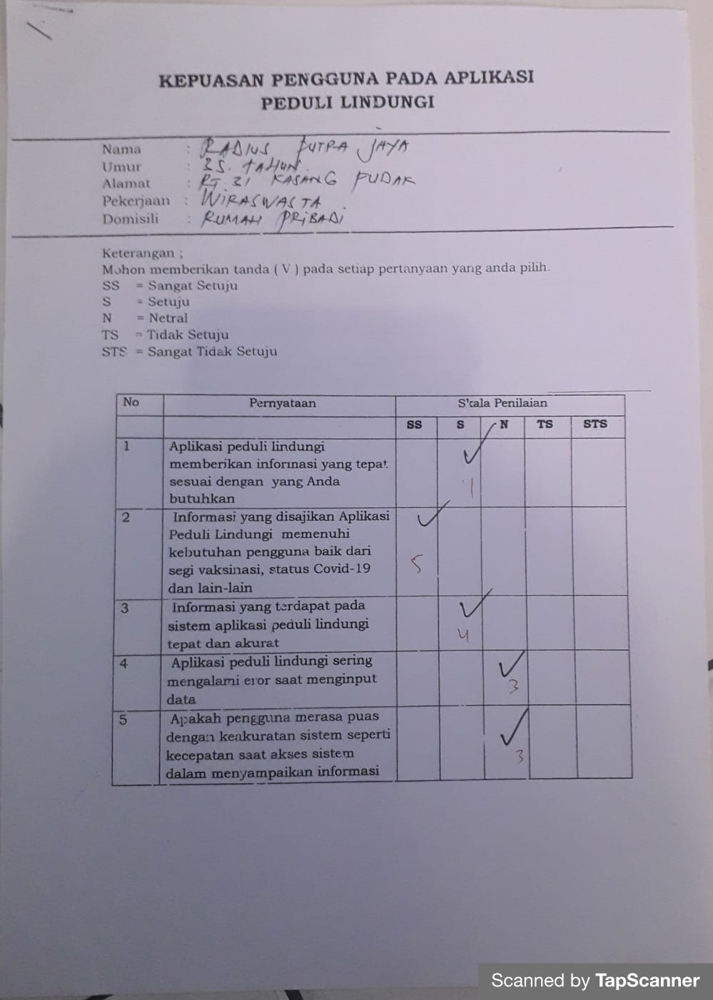 KEPUASAN PENGGUNA PADA APLIKASI
PEDULI LINDUNGI
Nama : RADIUS PUTRA JAYA
Umur : 25. TAHUN.
Alamat : RT. 31 KASANG PUDAK
Pekerjaan : WIRASWASTA
Domisili : RUMAH PRIBADI
Keterangan ;
Mohon memberikan tanda ( V ) pada setiap pertanyaan yang anda pilih.
SS = Sangat Setuju
S = Setuju
N = Netral
TS = Tidak Setuju
STS = Sangat Tidak Setuju
No Pernyataan Skala Penilaian
SS S N TS STS
1 Aplikasi peduli lindungi
memberikan informasi yang tepat
sesuai dengan yang Anda
butuhkan
2 Informasi yang disajikan Aplikasi
Peduli Lindungi memenuhi
kebutuhan pengguna baik dari
5
segi vaksinasi, status Covid-19
dan lain-lain
3 Informasi yang terdapat pada
sistem aplikasi peduli lindungi
4
tepat dan akurat
4 Aplikasi peduli lindungi sering
mengalami eror saat menginput
3
data
5 Apakah pengguna merasa puas
dengan keakuratan sistem seperti
kecepatan saat akses sistem
3
dalam menyampaikan informasi
Scanned by TapScanner